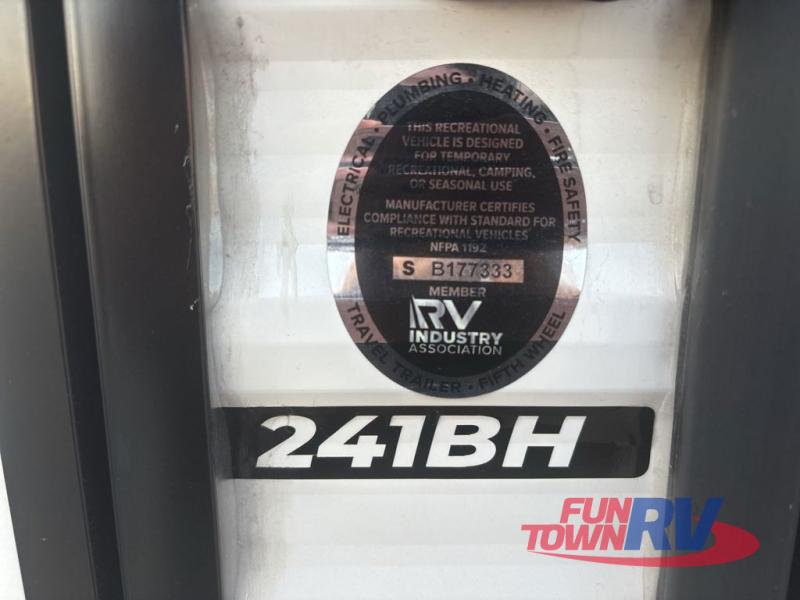 ELECTRICAL • PLUMBING • HEATING • FIRE SAFETY
THIS RECREATIONAL
VEHICLE IS DESIGNED
FOR TEMPORARY
RECREATIONAL, CAMPING,
OR SEASONAL USE
MANUFACTURER CERTIFIES
COMPLIANCE WITH STANDARD FOR
RECREATIONAL VEHICLES
NFPA 1192
S B177333
MEMBER
RV
INDUSTRY
ASSOCIATION
TRAVEL TRAILER • FIFTH WHEEL
241BH
FUN
TOWN RV